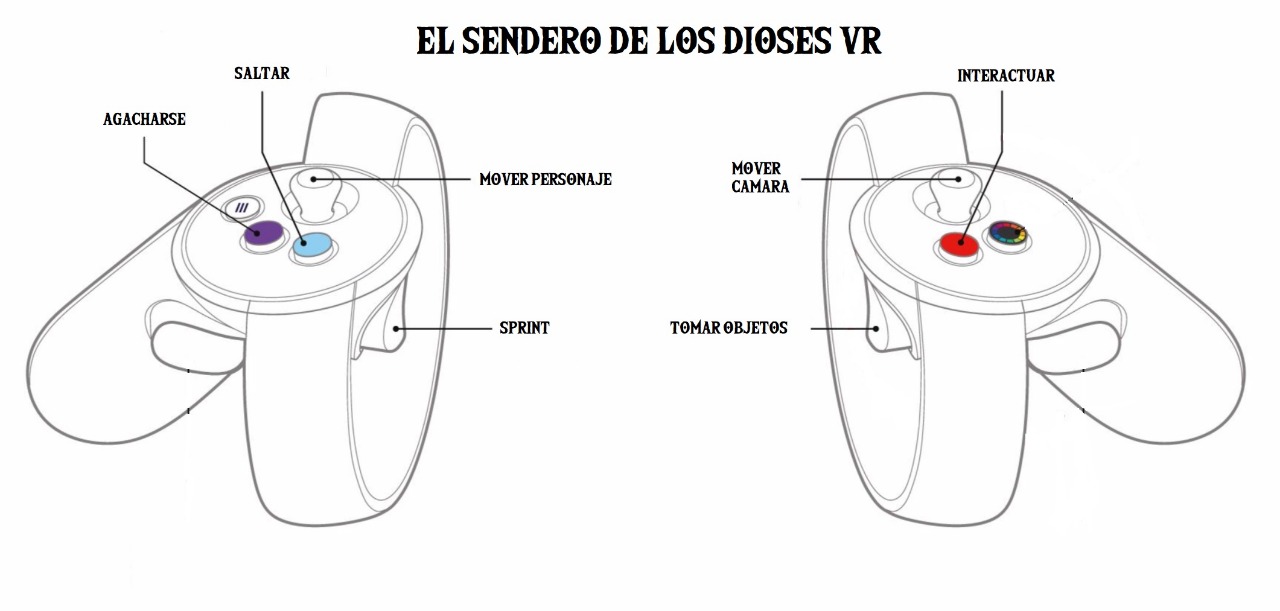 EL SENDERO DE LOS DIOSES VR
SALTAR
INTERACTUAR
AGACHARSE
MOVER PERSONAJE
MOVER
CAMARA
SPRINT
TOMAR OBJETOS